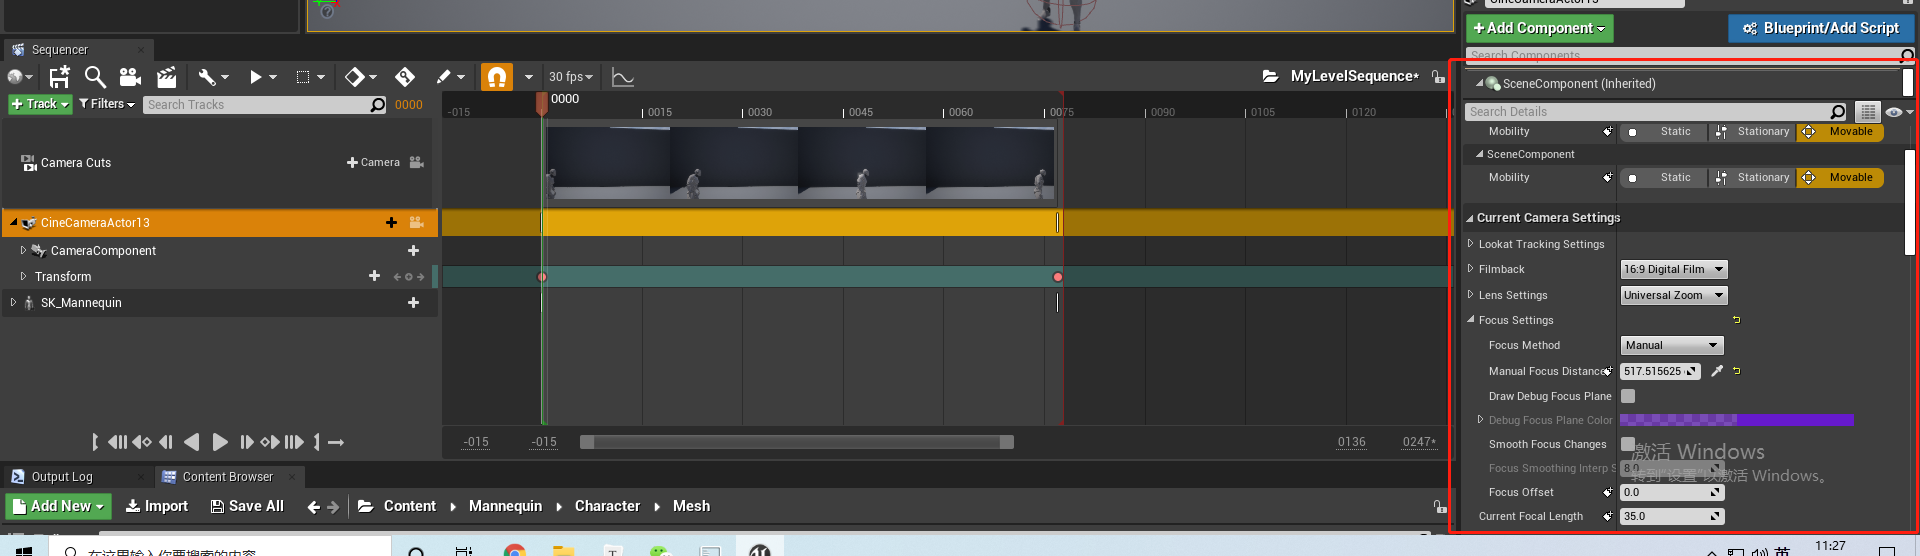 CineCameraActor13
+Add Component
Blueprint/Add Script
Search Components
Sequencer
30 fps
MyLevelSequence*
SceneComponent (Inherited)
+ Track
Filters
Search Tracks
0000
-015
0000
0015
0030
0045
0060
0075
0090
0105
0120
Search Details
Mobility
Static
Stationary
Movable
SceneComponent
Mobility
Static
Stationary
Movable
Camera Cuts
+ Camera
CineCameraActor13
CameraComponent
Transform
SK_Mannequin
Current Camera Settings
Lookat Tracking Settings
Filmback
16:9 Digital Film
Lens Settings
Universal Zoom
Focus Settings
Focus Method
Manual
Manual Focus Distance
517.515625
Draw Debug Focus Plane
Debug Focus Plane Color
Smooth Focus Changes
Focus Smoothing Interp S
8.0
Focus Offset
0.0
Current Focal Length
35.0
激活 Windows
转到"设置"以激活 Windows。
-015
-015
0136
0247*
Output Log
Content Browser
Add New
Import
Save All
Content
Mannequin
Character
Mesh
在这里输入你要搜索的内容
英
11:27